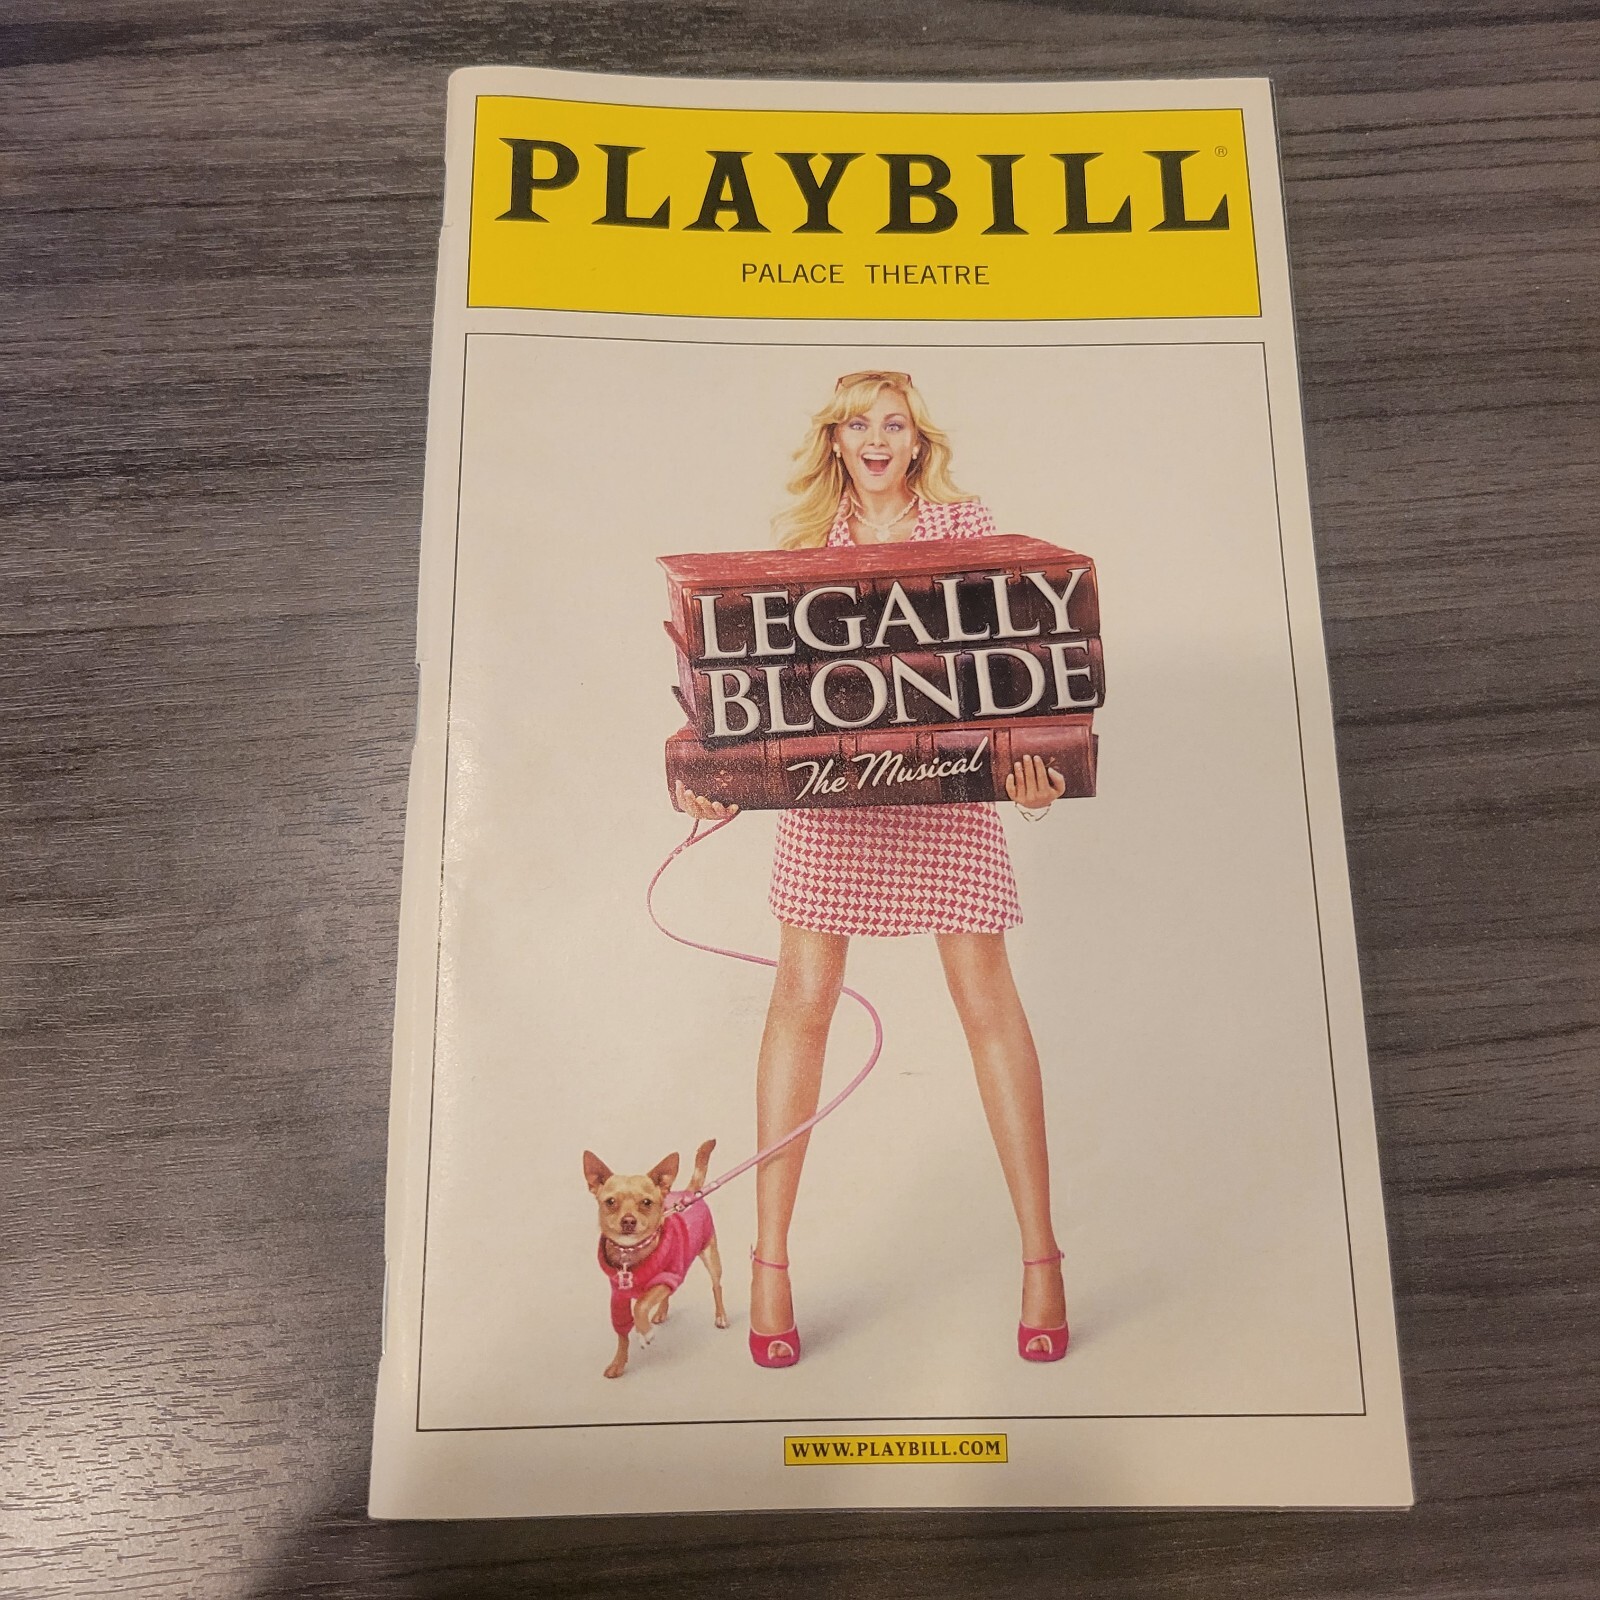 PLAYBILL®
PALACE THEATRE
LEGALLY
BLONDE
The Musical
B
WWW.PLAYBILL.COM